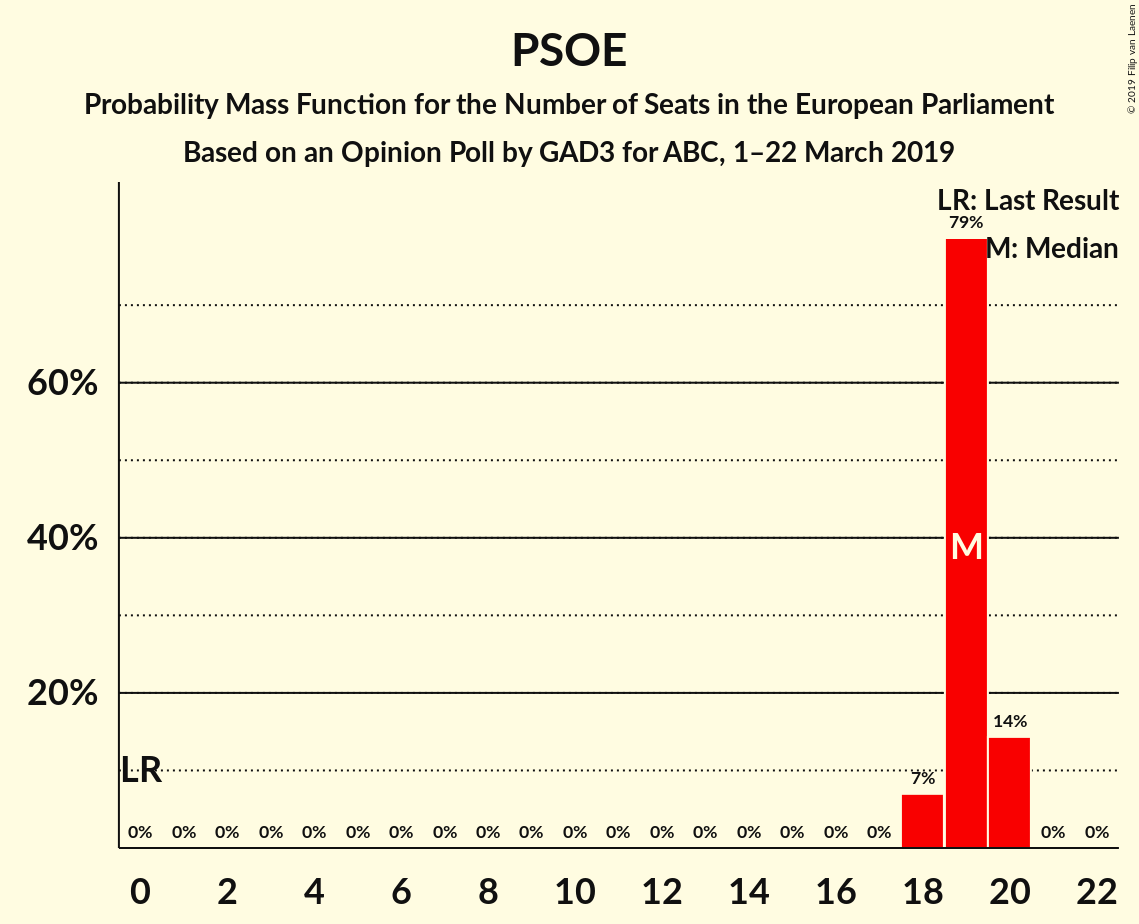 PSOE
Probability Mass Function for the Number of Seats in the European Parliament
Based on an Opinion Poll by GAD3 for ABC, 1–22 March 2019
© 2019 Filip van Laenen
LR: Last Result
M: Median
79%
60%
40%
M
20%
14%
LR
7%
0% 0% 0% 0% 0% 0% 0% 0% 0% 0% 0% 0% 0% 0% 0% 0% 0% 0% 0% 0%
0 2 4 6 8 10 12 14 16 18 20 22